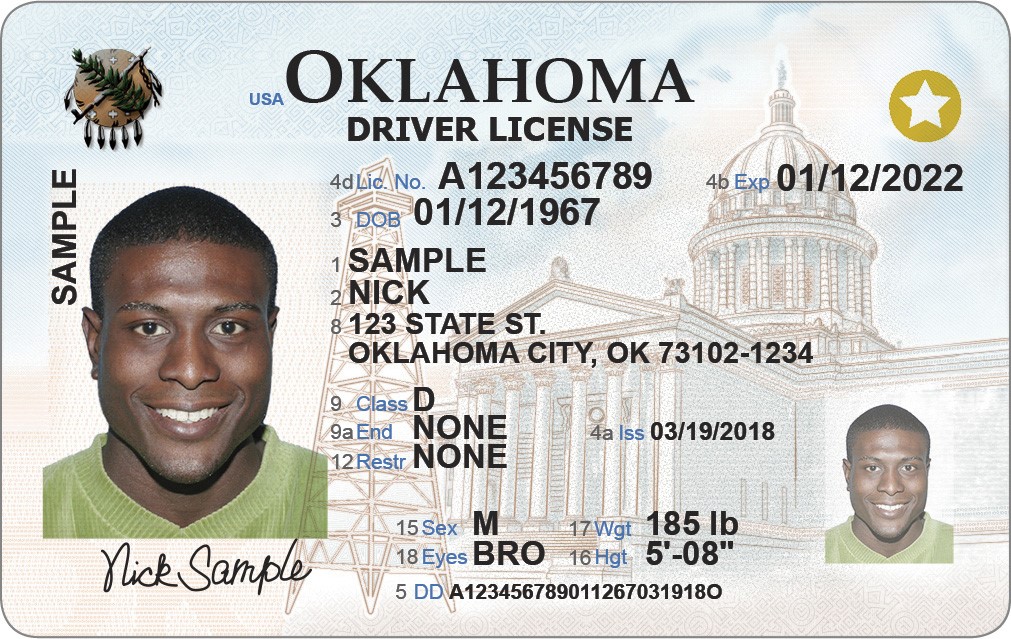 USA OKLAHOMA
DRIVER LICENSE
SAMPLE
4d Lic. No. A123456789
4b Exp 01/12/2022
3 DOB 01/12/1967
1 SAMPLE
2 NICK
8 123 STATE ST.
OKLAHOMA CITY, OK 73102-1234
9 Class D
9a End NONE
4a Iss 03/19/2018
12 Restr NONE
15 Sex M 17 Wgt 185 lb
18 Eyes BRO 16 Hgt 5'-08"
5 DD A123456789011267031918O
Nick Sample